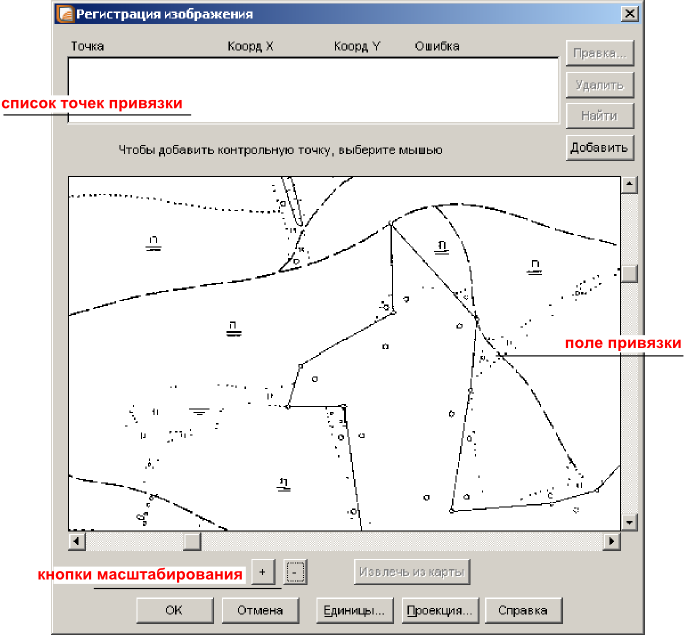 Регистрация изображения
Точка Коорд X Коорд Y Ошибка
Правка...
список точек привязки
Удалить
Найти
Чтобы добавить контрольную точку, выберите мышью
Добавить
п
п
п
п
поле привязки
п
кнопки масштабирования
+ -
Извлечь из карты
OK Отмена Единицы... Проекция... Справка